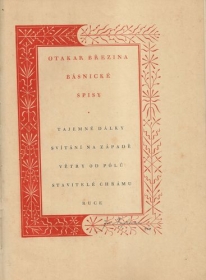 OTAKAR BŘEZINA
BÁSNICKÉ
SPISY
TAJEMNÉ DÁLKY
SVÍTÁNÍ NA ZÁPADĚ
VĚTRY OD PÓLŮ
STAVITELÉ CHRÁMU
RUCE